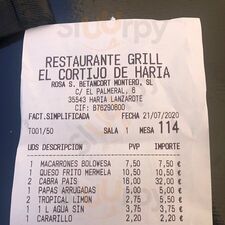 RESTAURANTE GRILL
EL CORTIJO DE HARIA
ROSA S. BETANCORT MONTERO, SL
C/ EL PALMERAL, 6
35543 HARIA LANZAROTE
CIF: B76290600
FACT.SIMPLIFICADA FECHA 21/07/2020
T001/50 SALA 1 MESA 114
UDS DESCRIPCION PVP IMPORTE
1 MACARRONES BOLOWESA 7,50 7,50 €
1 QUESO FRITO MERMELA 10,50 10,50 €
2 CABRA PAIS 16,00 32,00 €
1 PAPAS ARRUGADAS 5,00 5,00 €
2 TROPICAL LIMON 2,75 5,50 €
1 1 L AGUA SIN 3,75 3,75 €
1 CARARILLO 2,20 2,20 €